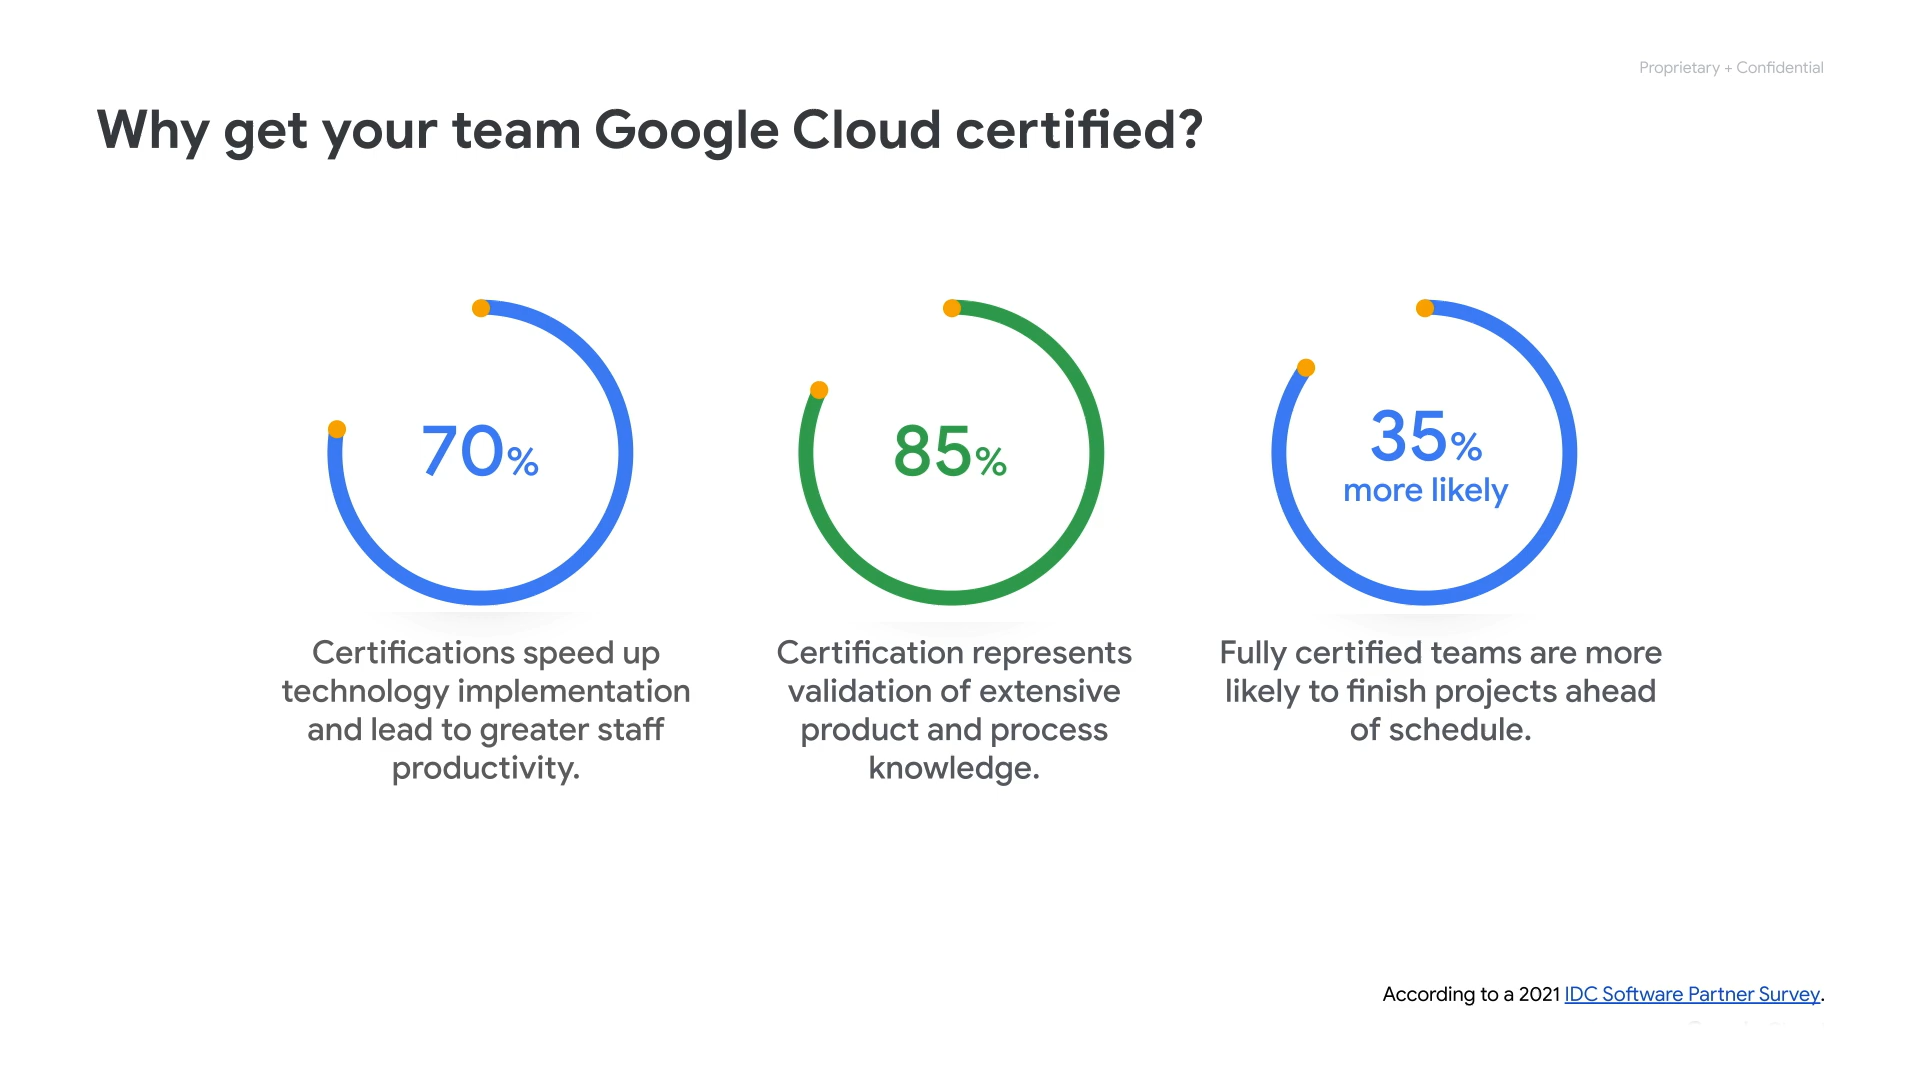 Proprietary + Confidential
Why get your team Google Cloud certified?
70%
85%
35%
more likely
Certifications speed up
technology implementation
and lead to greater staff
productivity.
Certification represents
validation of extensive
product and process
knowledge.
Fully certified teams are more
likely to finish projects ahead
of schedule.
According to a 2021 IDC Software Partner Survey.